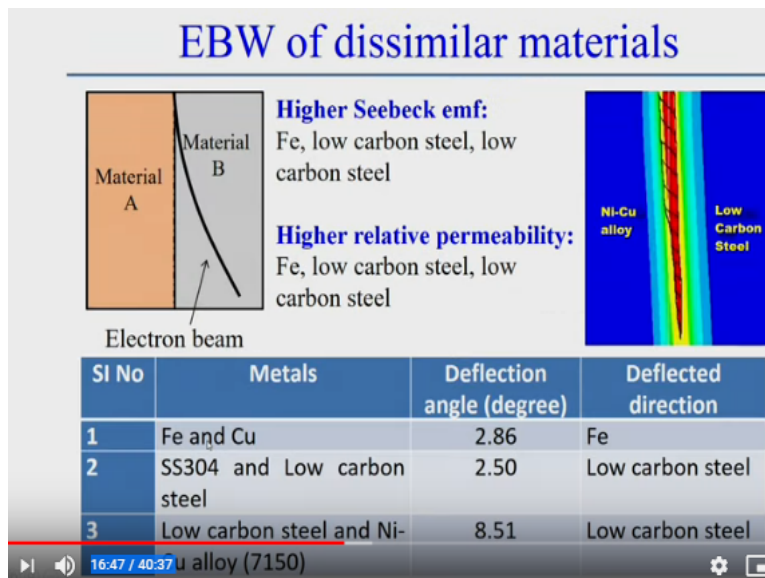 EBW of dissimilar materials
Material
A
Material
B
Electron beam
Higher Seebeck emf:
Fe, low carbon steel, low
carbon steel
Higher relative permeability:
Fe, low carbon steel, low
carbon steel
Ni-Cu
alloy
Low
Carbon
Steel
SI No
Metals
Deflection
angle (degree)
Deflected
direction
1
Fe and Cu
2.86
Fe
2
SS304 and Low carbon
steel
2.50
Low carbon steel
3
Low carbon steel and Ni-
Cu alloy (7150)
8.51
Low carbon steel
16:47 / 40:37